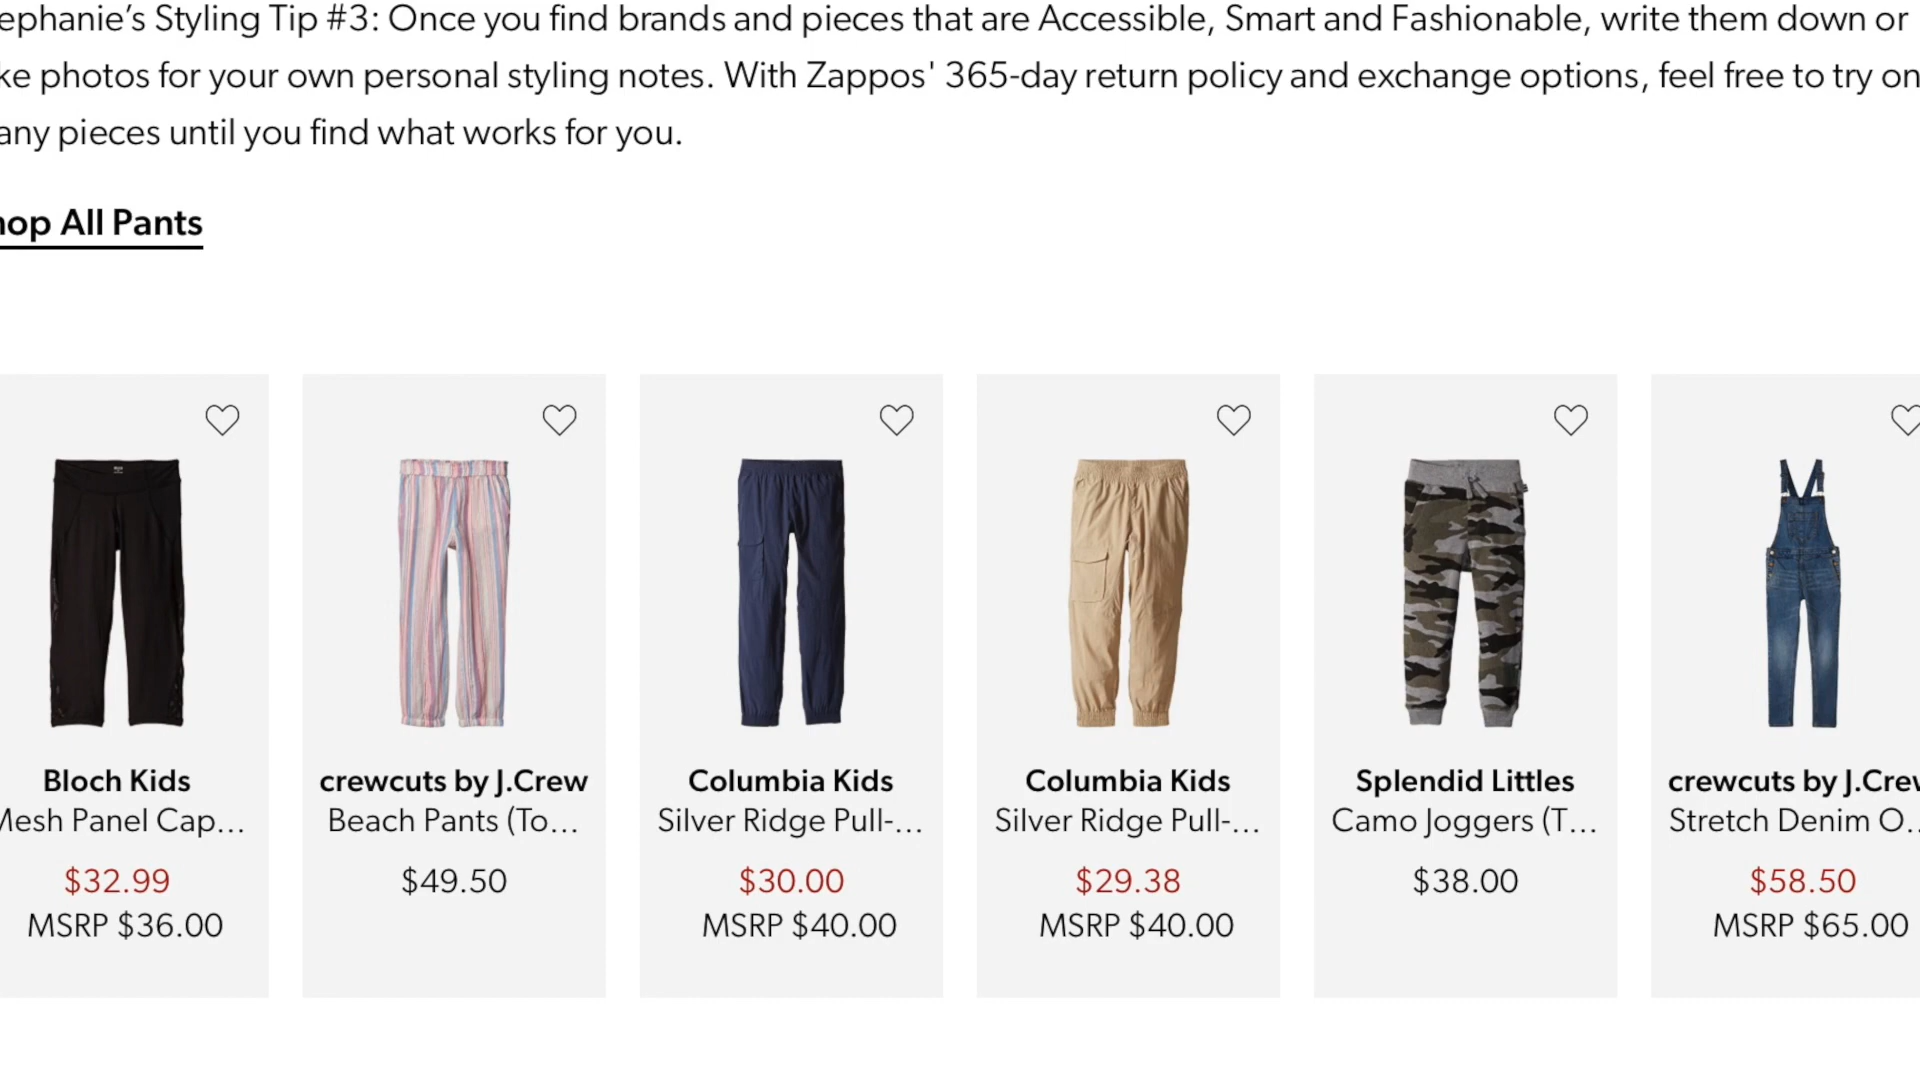 ephanie's Styling Tip #3: Once you find brands and pieces that are Accessible, Smart and Fashionable, write them down or
ke photos for your own personal styling notes. With Zappos' 365-day return policy and exchange options, feel free to try on
any pieces until you find what works for you.
hop All Pants
Bloch Kids
Mesh Panel Cap...
$32.99
MSRP $36.00
crewcuts by J.Crew
Beach Pants (To...
$49.50
Columbia Kids
Silver Ridge Pull-...
$30.00
MSRP $40.00
Columbia Kids
Silver Ridge Pull-...
$29.38
MSRP $40.00
Splendid Littles
Camo Joggers (T...
$38.00
crewcuts by J.Crew
Stretch Denim O...
$58.50
MSRP $65.00